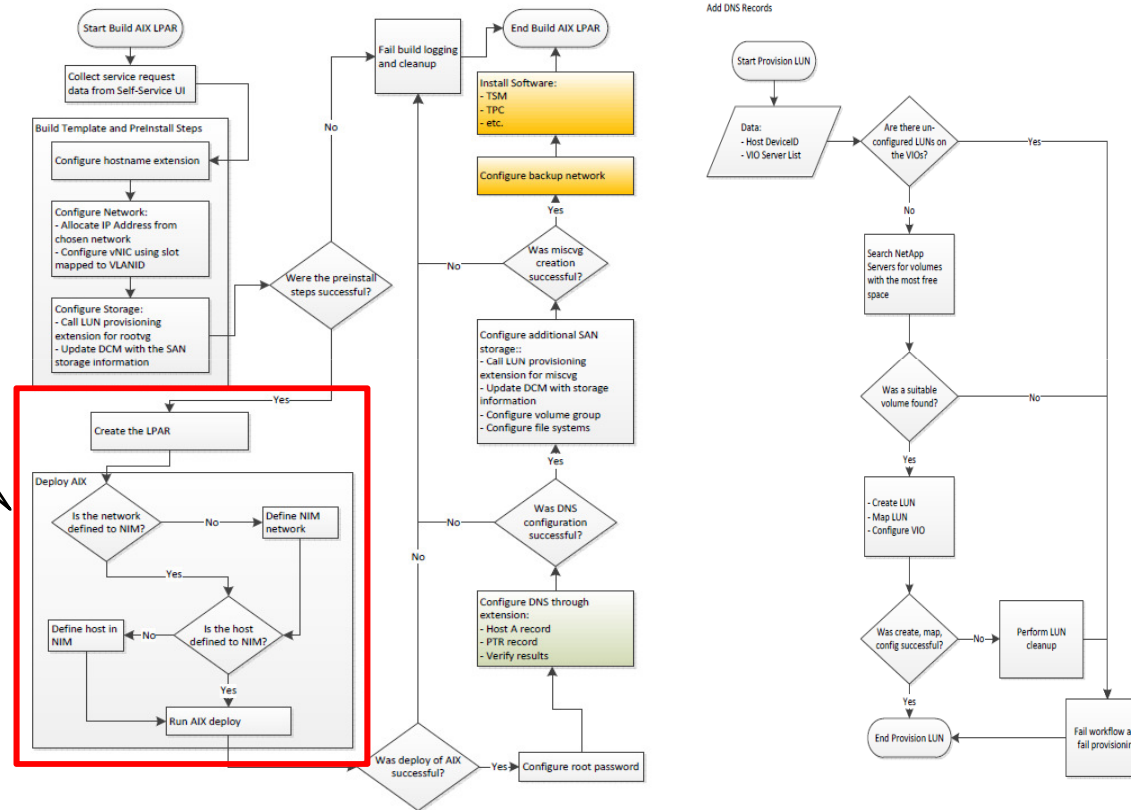 Add DNS Records
Start Build AIX LPAR
Collect service request
data from Self-Service UI
Build Template and PreInstall Steps
Configure hostname extension
Configure Network:
- Allocate IP Address from
chosen network
- Configure vNIC using slot
mapped to VLANID
Configure Storage:
- Call LUN provisioning
extension for rootvg
- Update DCM with the SAN
storage information
Were the preinstall
steps successful?
No
Yes
Fail build logging
and cleanup
End Build AIX LPAR
Create the LPAR
Deploy AIX
Is the network
defined to NIM?
No
Define NIM
network
Yes
Is the host
defined to NIM?
No
Define host in
NIM
Yes
Run AIX deploy
Was deploy of AIX
successful?
No
Yes
Configure root password
Configure DNS through
extension:
- Host A record
- PTR record
- Verify results
Was DNS
configuration
successful?
No
Yes
Configure additional SAN
storage::
- Call LUN provisioning
extension for miscvg
- Update DCM with storage
information
- Configure volume group
- Configure file systems
Was miscvg
creation
successful?
No
Yes
Configure backup network
Install Software:
- TSM
- TPC
- etc.
Start Provision LUN
Data:
- Host DeviceID
- VIO Server List
Are there un-
configured LUNs on
the VIOs?
Yes
No
Search NetApp
Servers for volumes
with the most free
space
Was a suitable
volume found?
No
Yes
- Create LUN
- Map LUN
- Configure VIO
Was create, map,
config successful?
No
Perform LUN
cleanup
Yes
End Provision LUN
Fail workflow a
fail provisionin